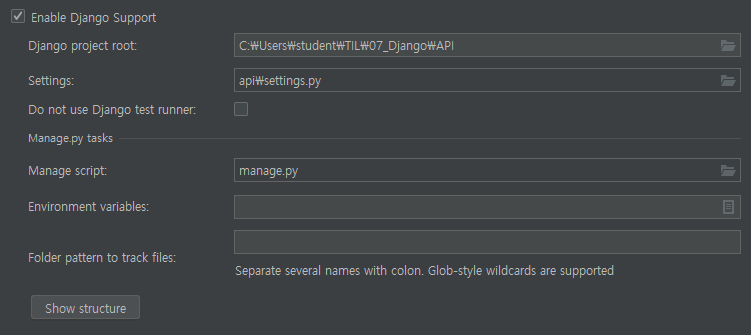 Enable Django Support
Django project root: C:₩Users₩student₩TIL₩07_Django₩API
Settings: api₩settings.py
Do not use Django test runner:
Manage.py tasks
Manage script: manage.py
Environment variables:
Folder pattern to track files:
Separate several names with colon. Glob-style wildcards are supported
Show structure